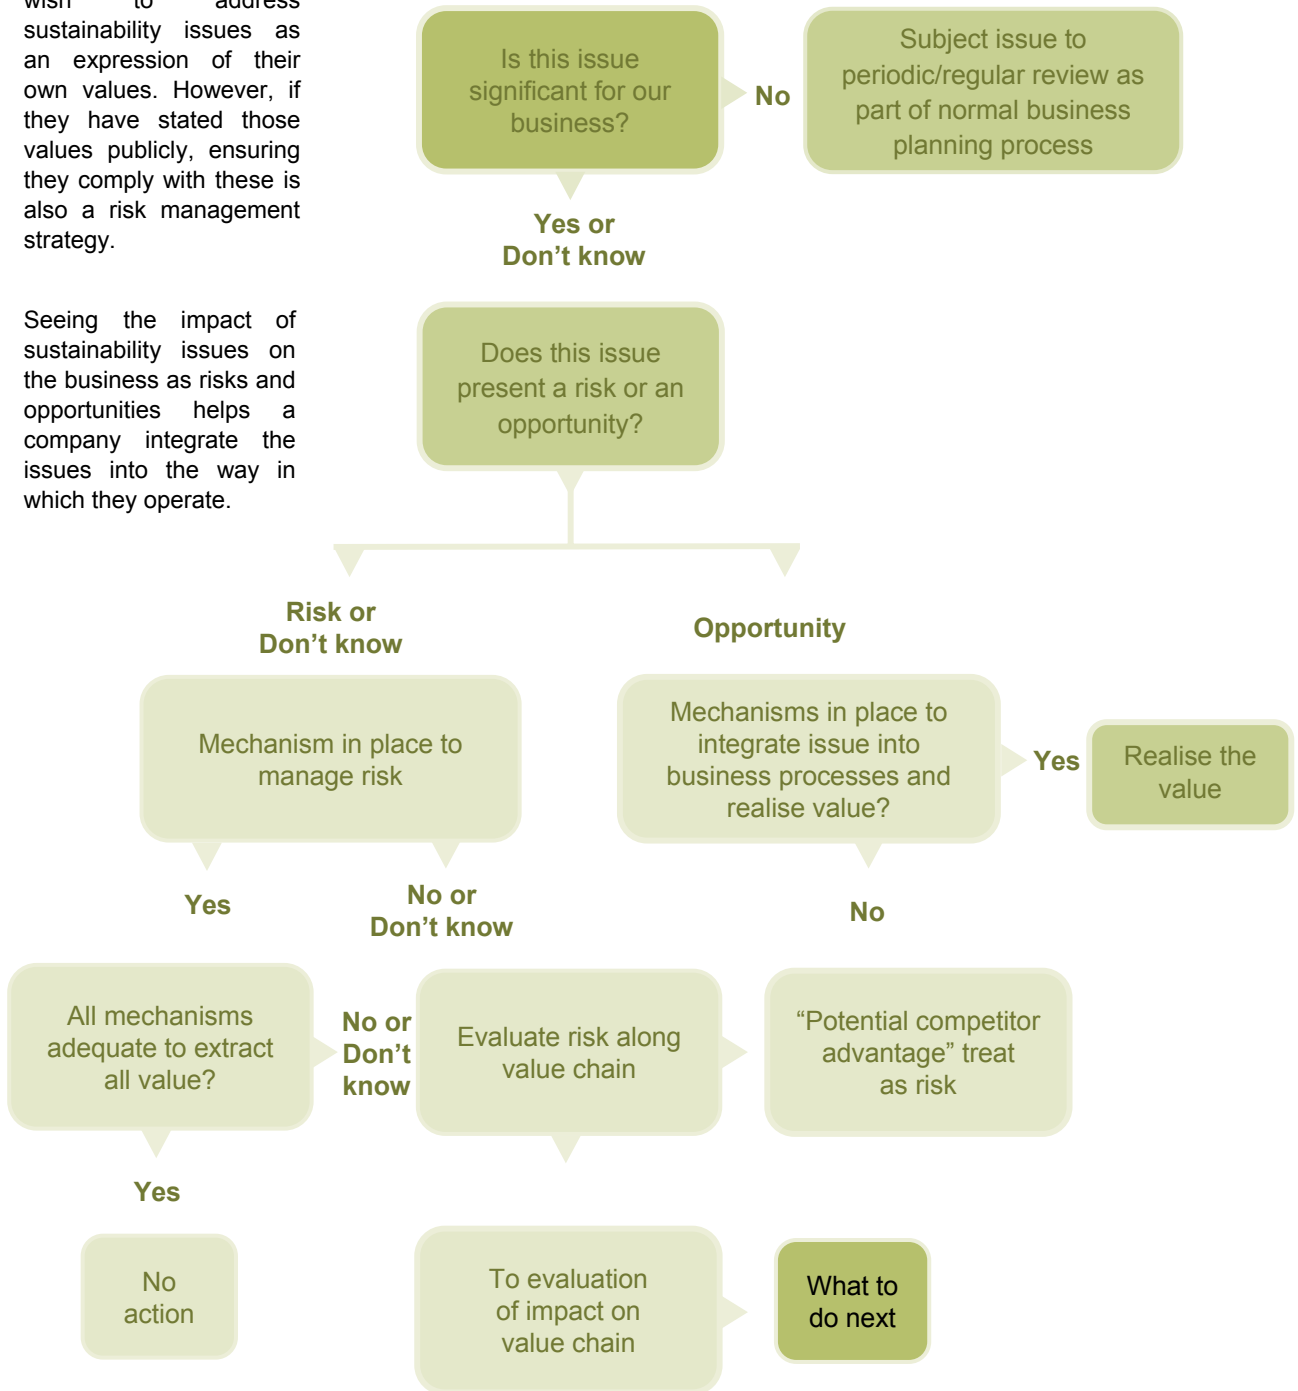 wish to address
sustainability issues as
an expression of their
own values. However, if
they have stated those
values publicly, ensuring
they comply with these is
also a risk management
strategy.
Seeing the impact of
sustainability issues on
the business as risks and
opportunities helps a
company integrate the
issues into the way in
which they operate.
Is this issue
significant for our
business?
No
Subject issue to
periodic/regular review as
part of normal business
planning process
Yes or
Don’t know
Does this issue
present a risk or an
opportunity?
Risk or
Don’t know
Opportunity
Mechanism in place to
manage risk
Mechanisms in place to
integrate issue into
business processes and
realise value?
Yes
Realise the
value
Yes
No or
Don’t know
No
All mechanisms
adequate to extract
all value?
No or
Don’t
know
Evaluate risk along
value chain
“Potential competitor
advantage” treat
as risk
Yes
No
action
To evaluation
of impact on
value chain
What to
do next